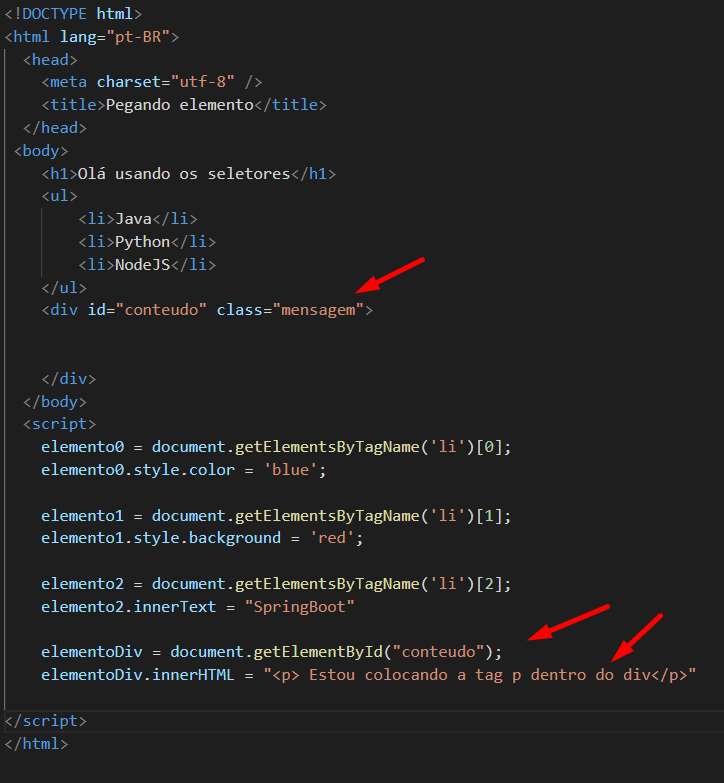 <!DOCTYPE html>
<html lang="pt-BR">
<head>
<meta charset="utf-8" />
<title>Pegando elemento</title>
</head>
<body>
<h1>Olá usando os seletores</h1>
<ul>
<li>Java</li>
<li>Python</li>
<li>NodeJS</li>
</ul>
<div id="conteudo" class="mensagem">
</div>
</body>
<script>
elemento0 = document.getElementsByTagName('li')[0];
elemento0.style.color = 'blue';
elemento1 = document.getElementsByTagName('li')[1];
elemento1.style.background = 'red';
elemento2 = document.getElementsByTagName('li')[2];
elemento2.innerText = "SpringBoot"
elementoDiv = document.getElementById("conteudo");
elementoDiv.innerHTML = "<p> Estou colocando a tag p dentro do div</p>"
</script>
</html>